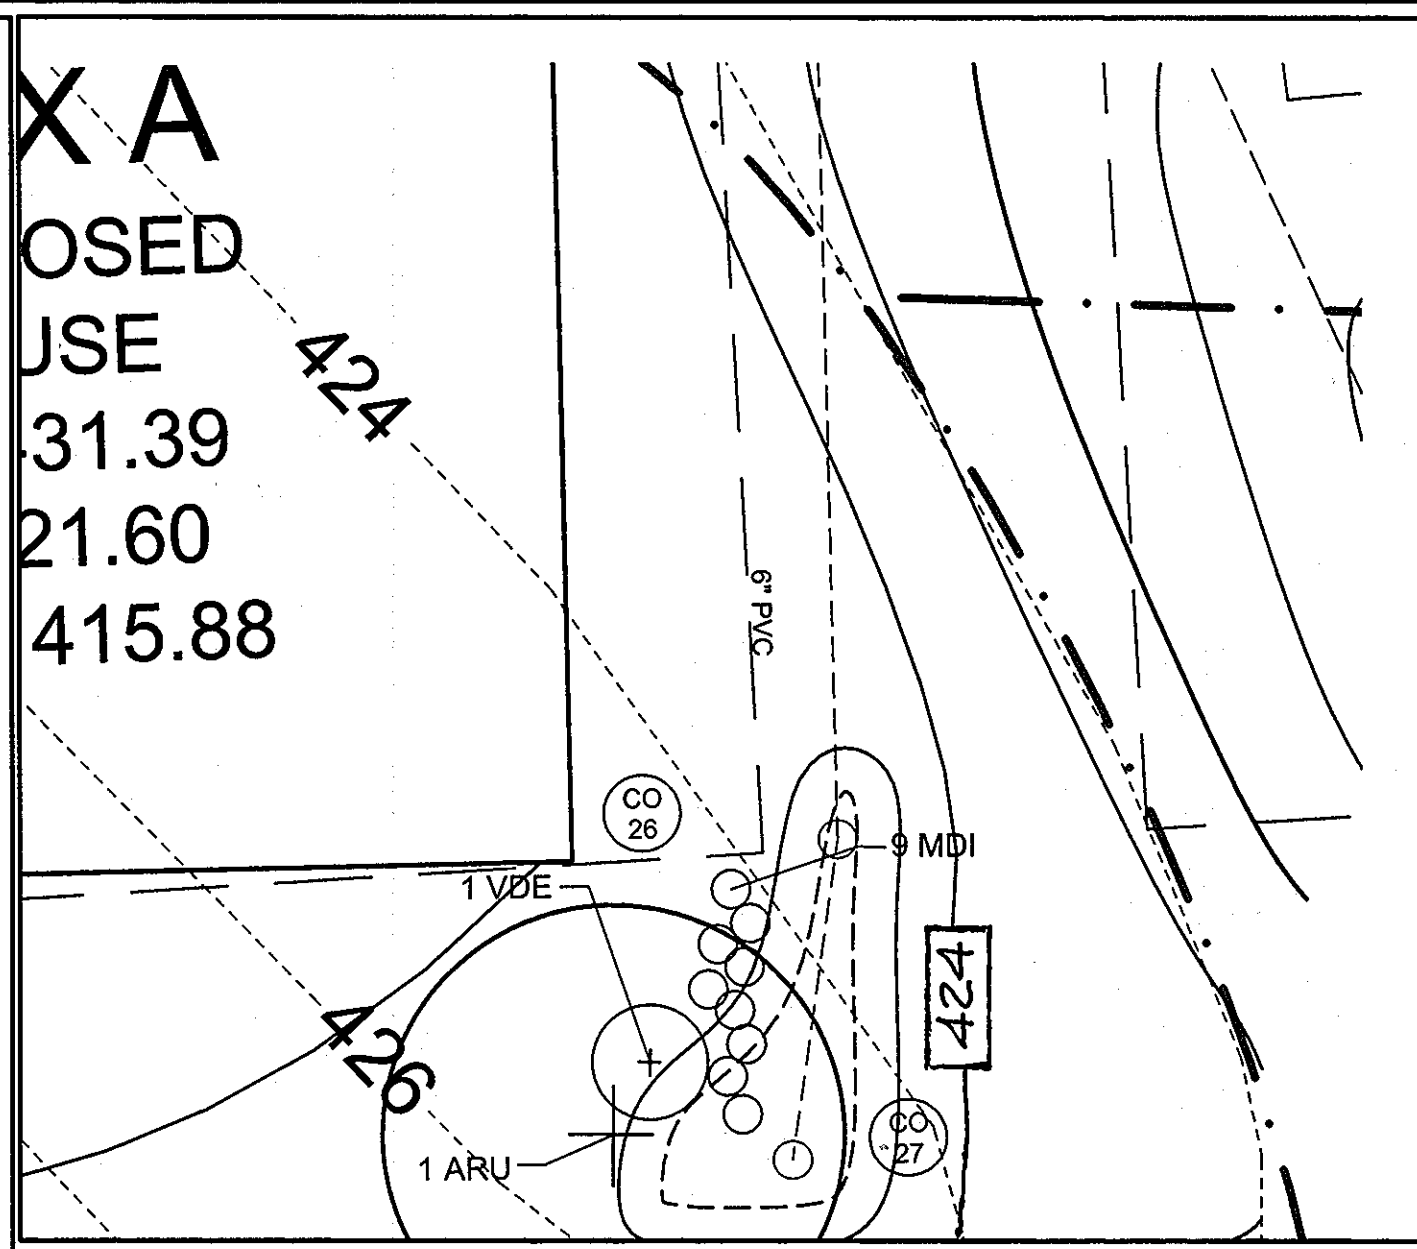 X A
OSED
USE
31.39
21.60
415.88
424
6" PVC
CO
26
9 MDI
1 VDE
424
426
CO
27
1 ARU